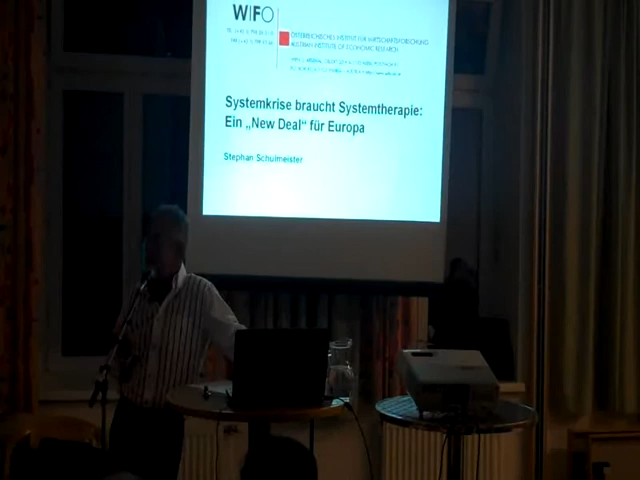 WIFO
ÖSTERREICHISCHES INSTITUT FÜR WIRTSCHAFTSFORSCHUNG
AUSTRIAN INSTITUTE OF ECONOMIC RESEARCH
Systemkrise braucht Systemtherapie:
Ein „New Deal“ für Europa
Stephan Schulmeister